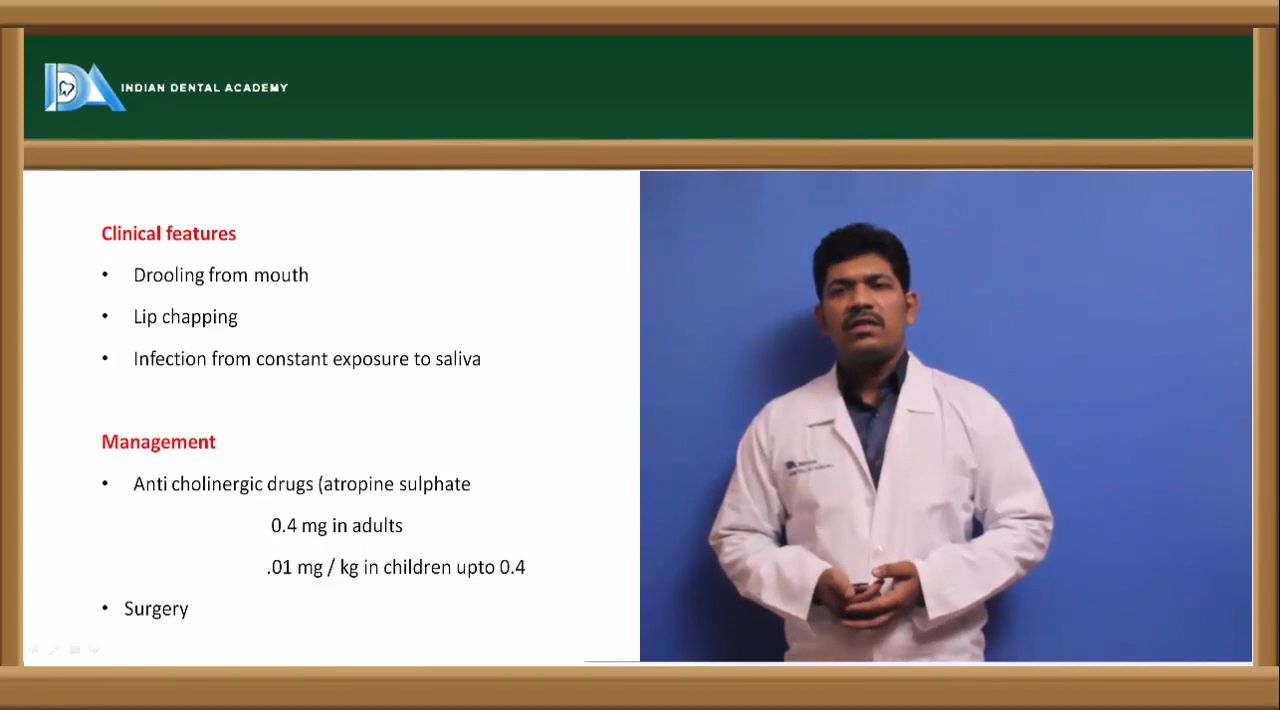 INDIAN DENTAL ACADEMY
Clinical features
• Drooling from mouth
• Lip chapping
• Infection from constant exposure to saliva
Management
• Anti cholinergic drugs (atropine sulphate
0.4 mg in adults
.01 mg / kg in children upto 0.4
• Surgery